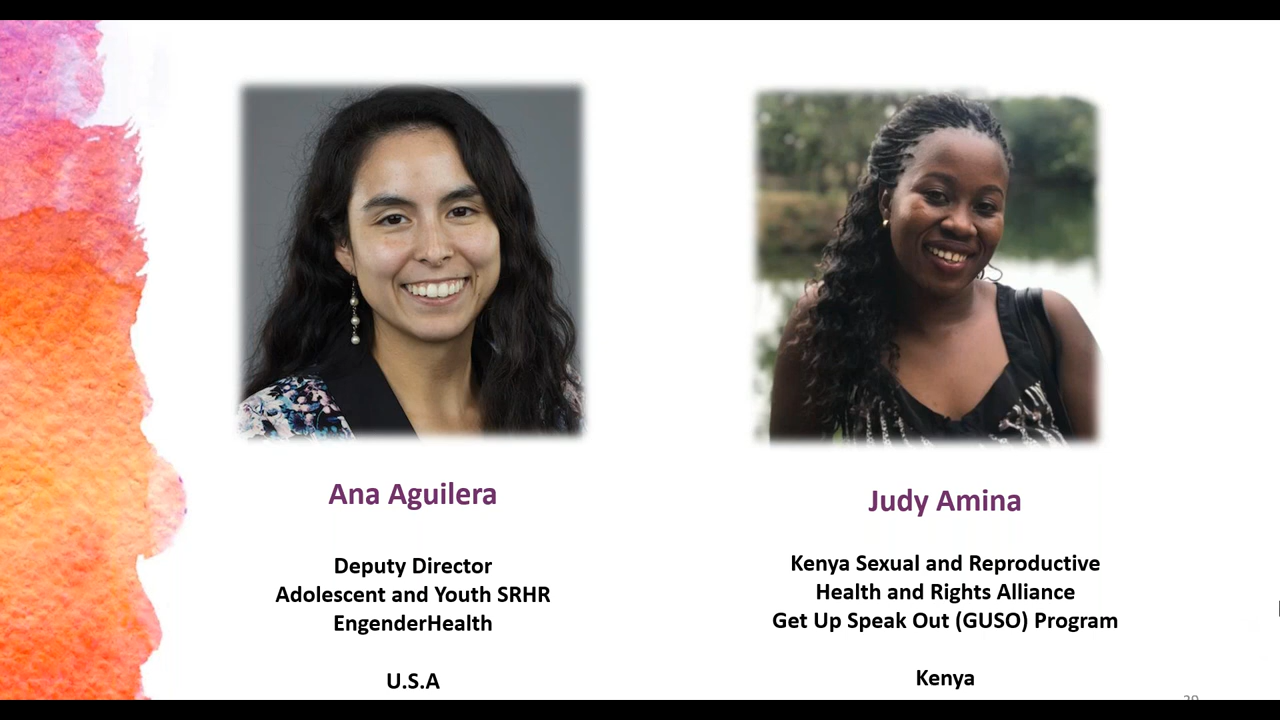 Ana Aguilera
Deputy Director
Adolescent and Youth SRHR
EngenderHealth
U.S.A
Judy Amina
Kenya Sexual and Reproductive
Health and Rights Alliance
Get Up Speak Out (GUSO) Program
Kenya